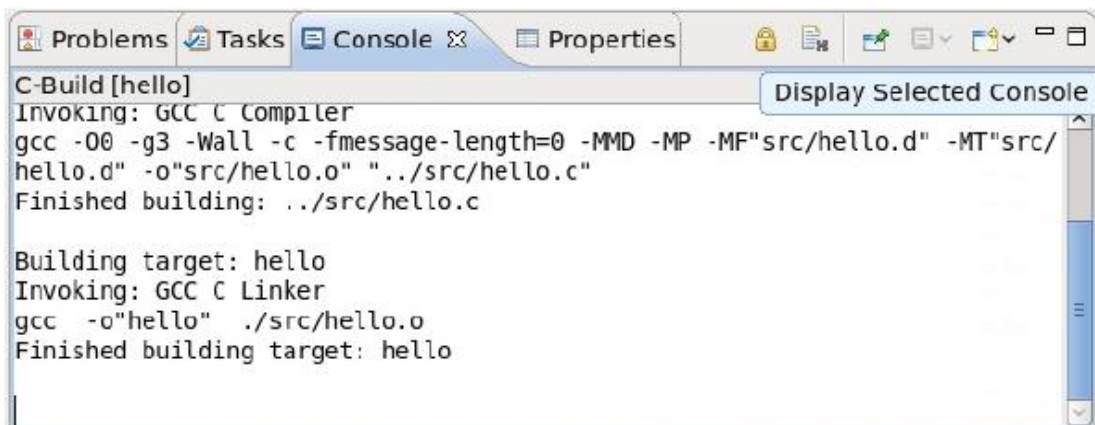 Problems Tasks Console Properties
C-Build [hello]
Display Selected Console
Invoking: GCC C Compiler
gcc -O0 -g3 -Wall -c -fmessage-length=0 -MMD -MP -MF"src/hello.d" -MT"src/
hello.d" -o"src/hello.o" "../src/hello.c"
Finished building: ../src/hello.c
Building target: hello
Invoking: GCC C Linker
gcc  -o"hello"  ./src/hello.o
Finished building target: hello